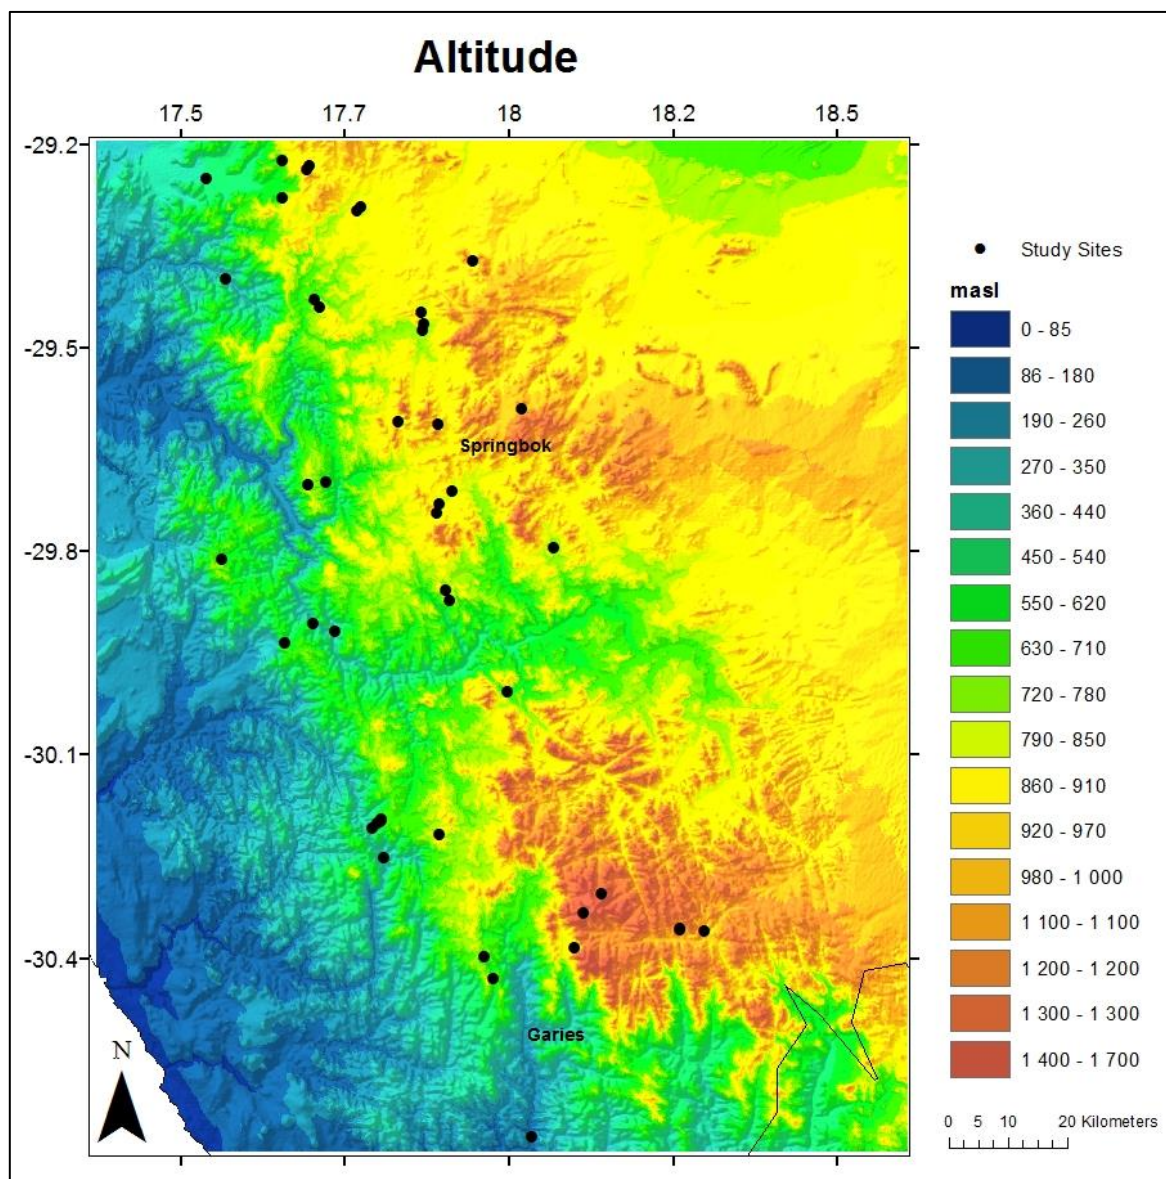 Altitude
17.5 17.7 18 18.2 18.5
-29.2
-29.5
-29.8
-30.1
-30.4
Springbok
Garies
N
Study Sites
masl
0 - 85
86 - 180
190 - 260
270 - 350
360 - 440
450 - 540
550 - 620
630 - 710
720 - 780
790 - 850
860 - 910
920 - 970
980 - 1 000
1 100 - 1 100
1 200 - 1 200
1 300 - 1 300
1 400 - 1 700
0 5 10 20 Kilometers